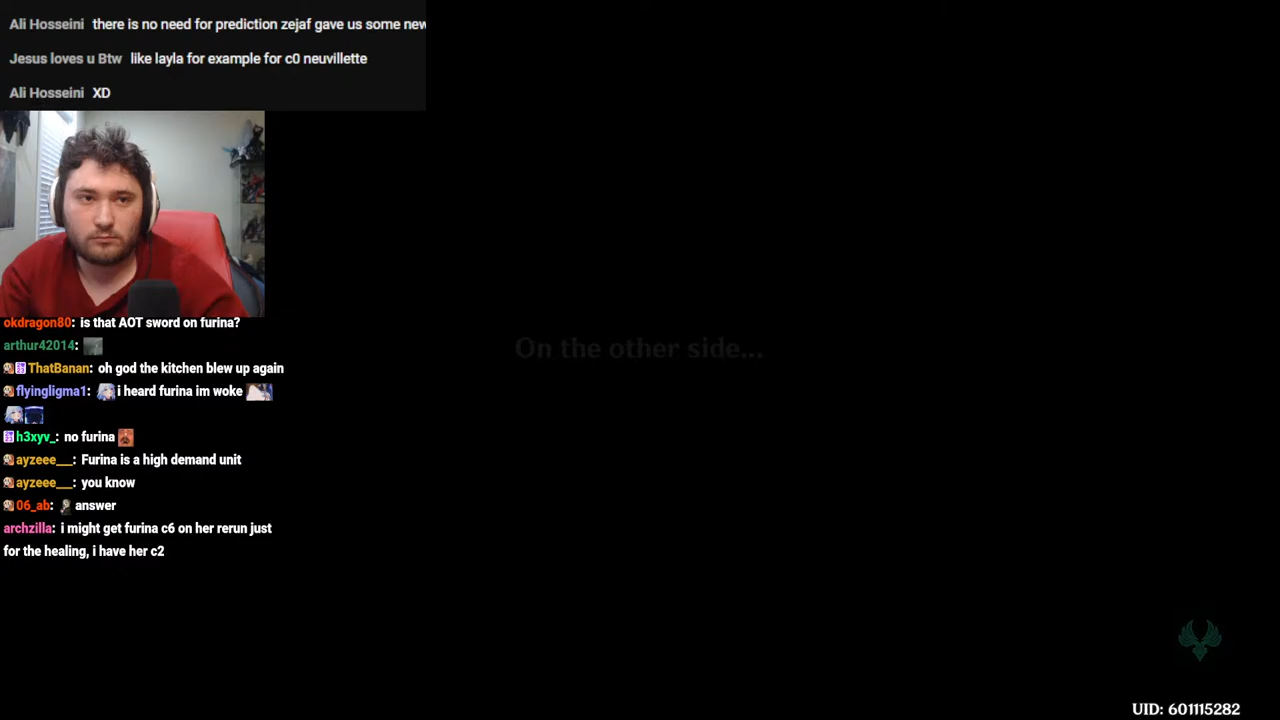 Ali Hosseini there is no need for prediction zejaf gave us some new
Jesus loves u Btw like layla for example for c0 neuvillette
Ali Hosseini XD
okdragon80: is that AOT sword on furina?
arthur42014:
ThatBanan: oh god the kitchen blew up again
flyingligma1: i heard furina im woke
h3xyv_: no furina
ayzeee__: Furina is a high demand unit
ayzeee__: you know
06_ab: answer
archzilla: i might get furina c6 on her rerun just
for the healing, i have her c2
On the other side...
UID: 601115282